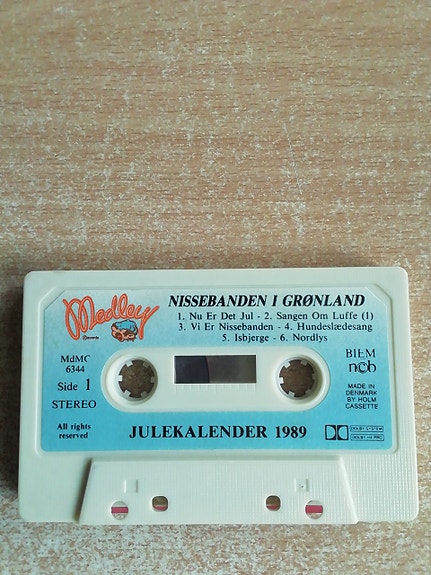 Medley
Records
NISSEBANDEN I GRØNLAND
1. Nu Er Det Jul - 2. Sangen Om Luffe (1)
3. Vi Er Nissebanden - 4. Hundeslædesang
5. Isbjerge - 6. Nordlys
MdMC
6344
Side 1
STEREO
All rights
reserved
BIEM
ncb
MADE IN
DENMARK
BY HOLM
CASSETTE
JULEKALENDER 1989
DOLBY SYSTEM
DOLBY HX PRO